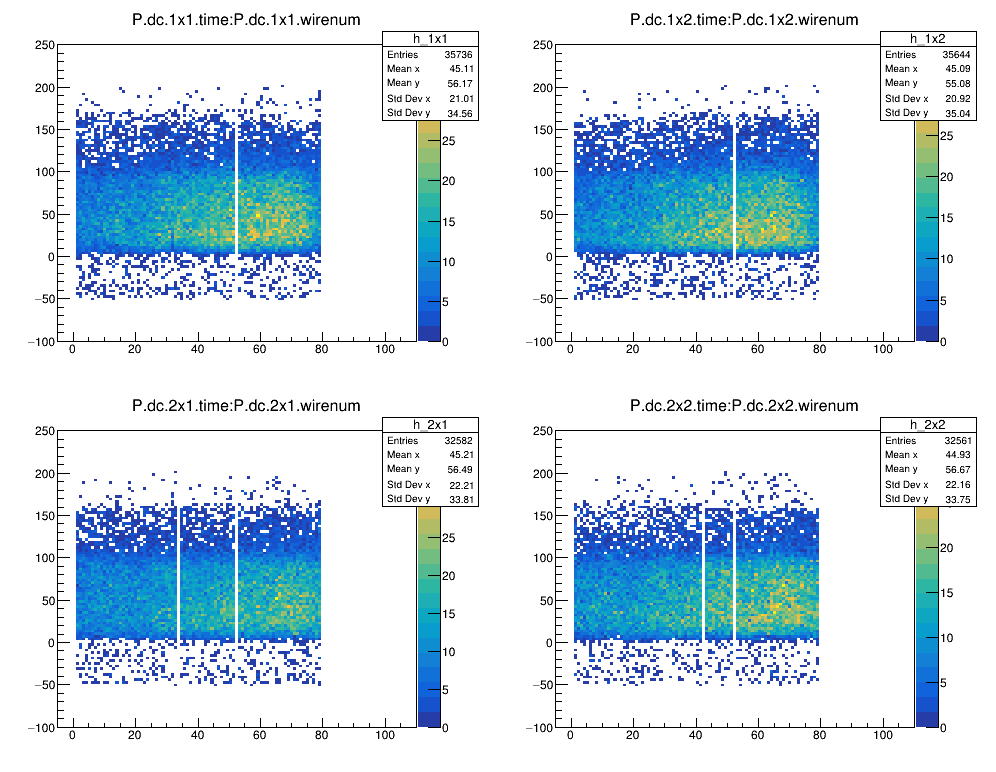 P.dc.1x1.time:P.dc.1x1.wirenum
h_1x1
Entries 35736
Mean x 45.11
Mean y 56.17
Std Dev x 21.01
Std Dev y 34.56
250
200
150
100
50
0
−50
−100
0 20 40 60 80 100
25
20
15
10
5
0
P.dc.1x2.time:P.dc.1x2.wirenum
h_1x2
Entries 35644
Mean x 45.09
Mean y 55.08
Std Dev x 20.92
Std Dev y 35.04
250
200
150
100
50
0
−50
−100
0 20 40 60 80 100
25
20
15
10
5
0
P.dc.2x1.time:P.dc.2x1.wirenum
h_2x1
Entries 32582
Mean x 45.21
Mean y 56.49
Std Dev x 22.21
Std Dev y 33.81
250
200
150
100
50
0
−50
−100
0 20 40 60 80 100
25
20
15
10
5
0
P.dc.2x2.time:P.dc.2x2.wirenum
h_2x2
Entries 32561
Mean x 44.93
Mean y 56.67
Std Dev x 22.16
Std Dev y 33.75
250
200
150
100
50
0
−50
−100
0 20 40 60 80 100
20
15
10
5
0